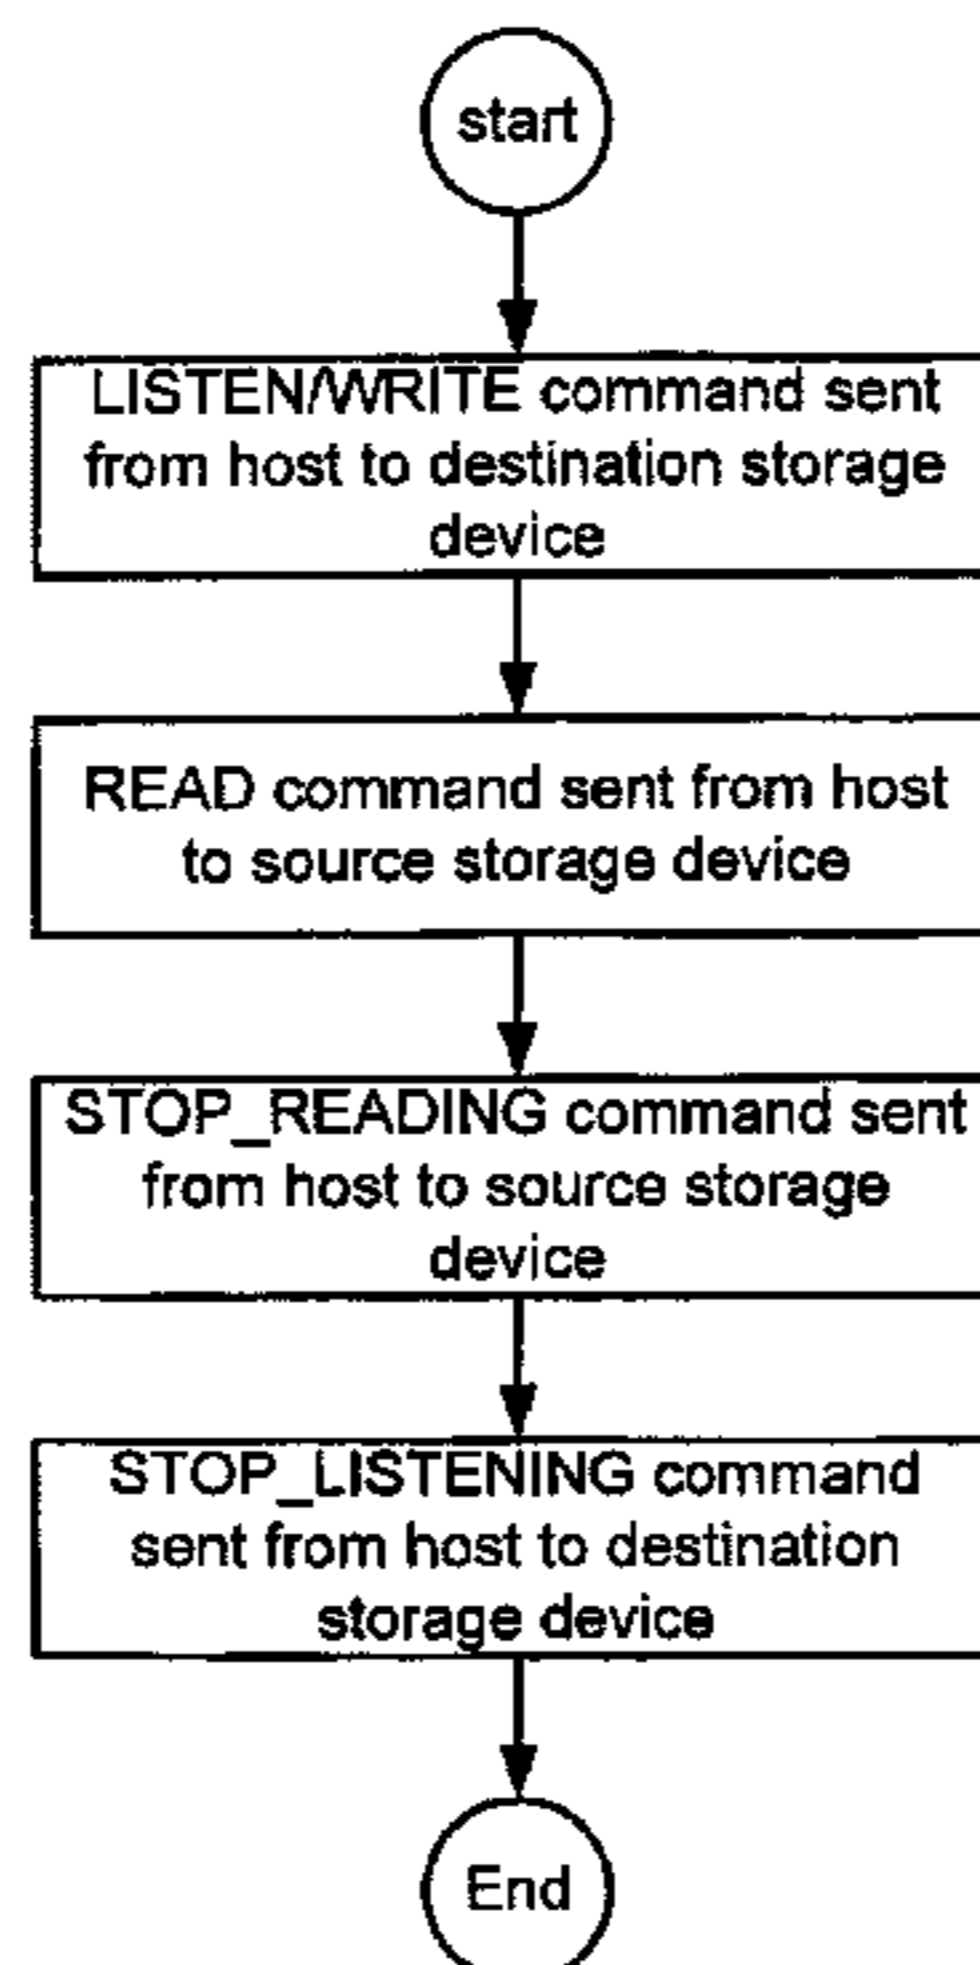 start
LISTEN/WRITE command sent
from host to destination storage
device
READ command sent from host
to source storage device
STOP_READING command sent
from host to source storage
device
STOP_LISTENING command
sent from host to destination
storage device
End